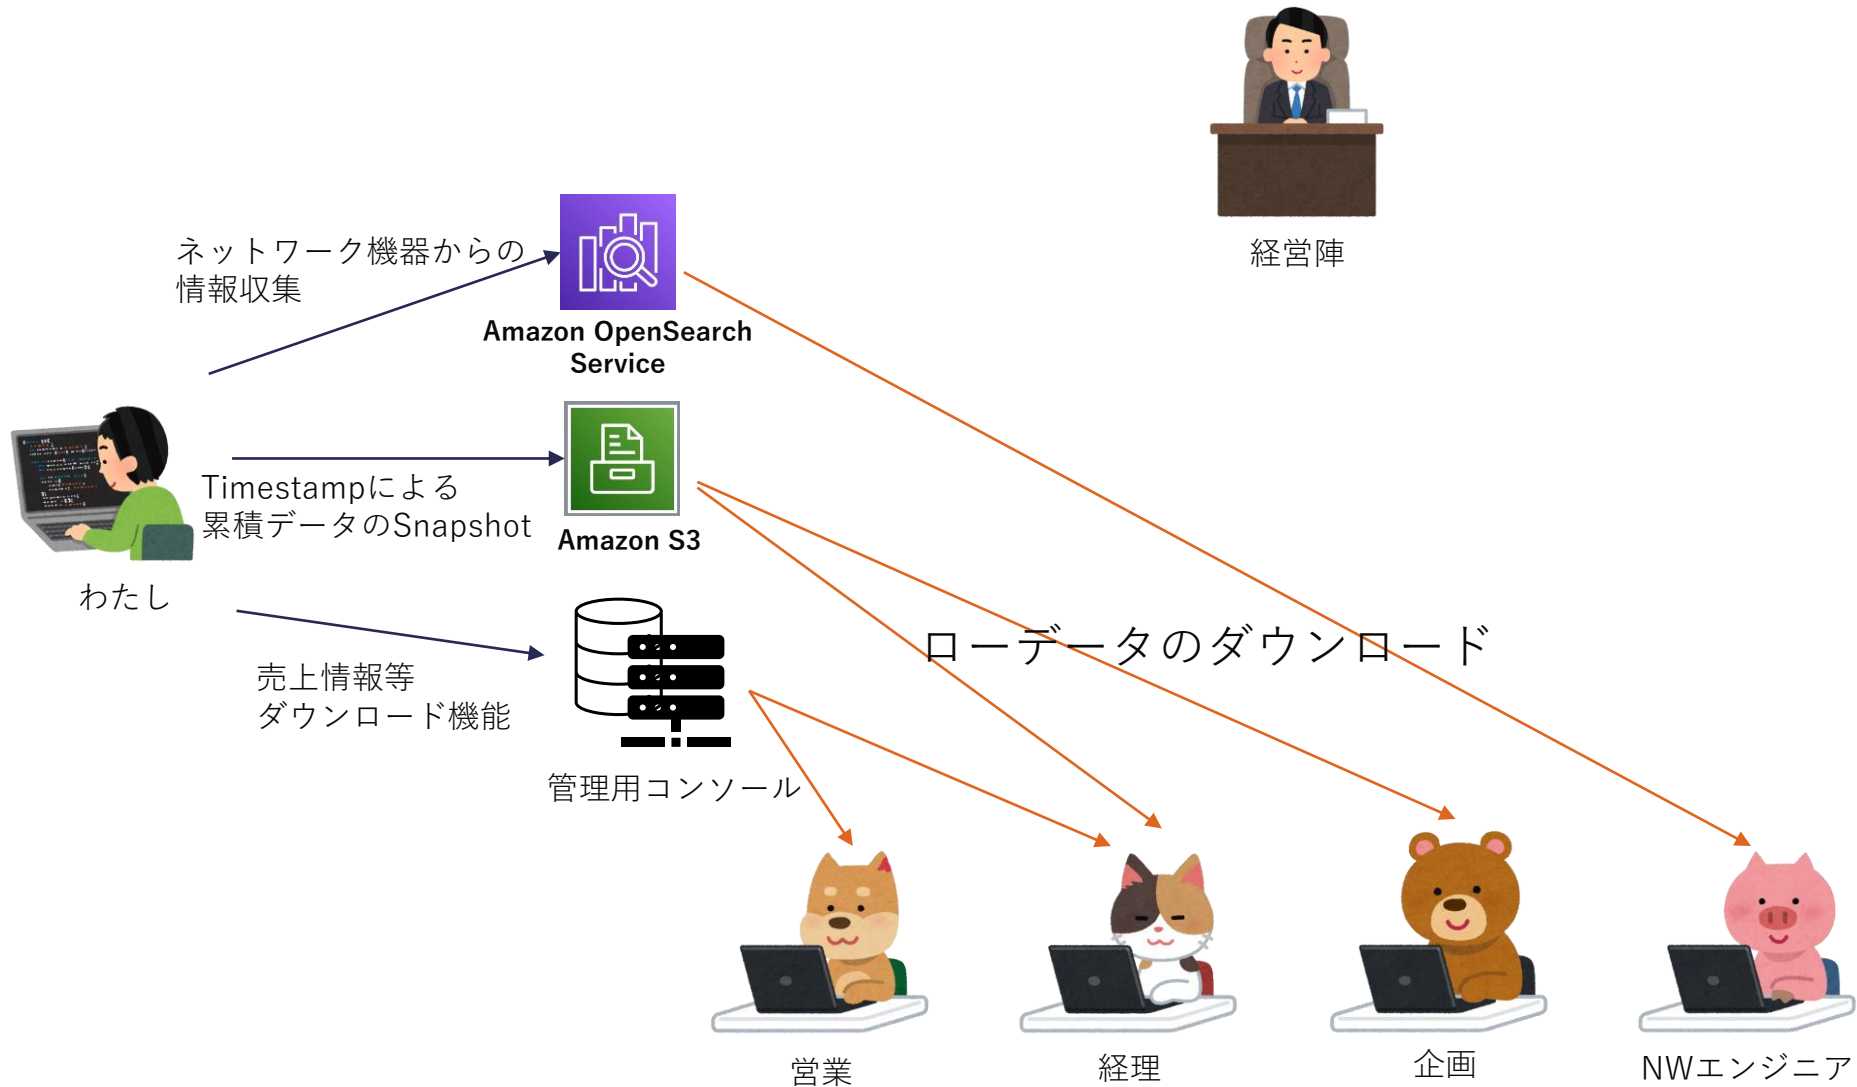 経営陣
ネットワーク機器からの
情報収集
Amazon OpenSearch
Service
Timestampによる
累積データのSnapshot
Amazon S3
わたし
ローデータのダウンロード
売上情報等
ダウンロード機能
管理用コンソール
営業
経理
企画
NWエンジニア